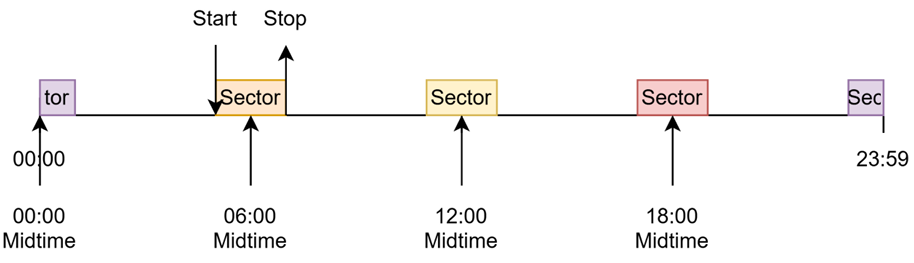 Start
Stop
tor
Sector
Sector
Sector
Sec
00:00
23:59
00:00
Midtime
06:00
Midtime
12:00
Midtime
18:00
Midtime